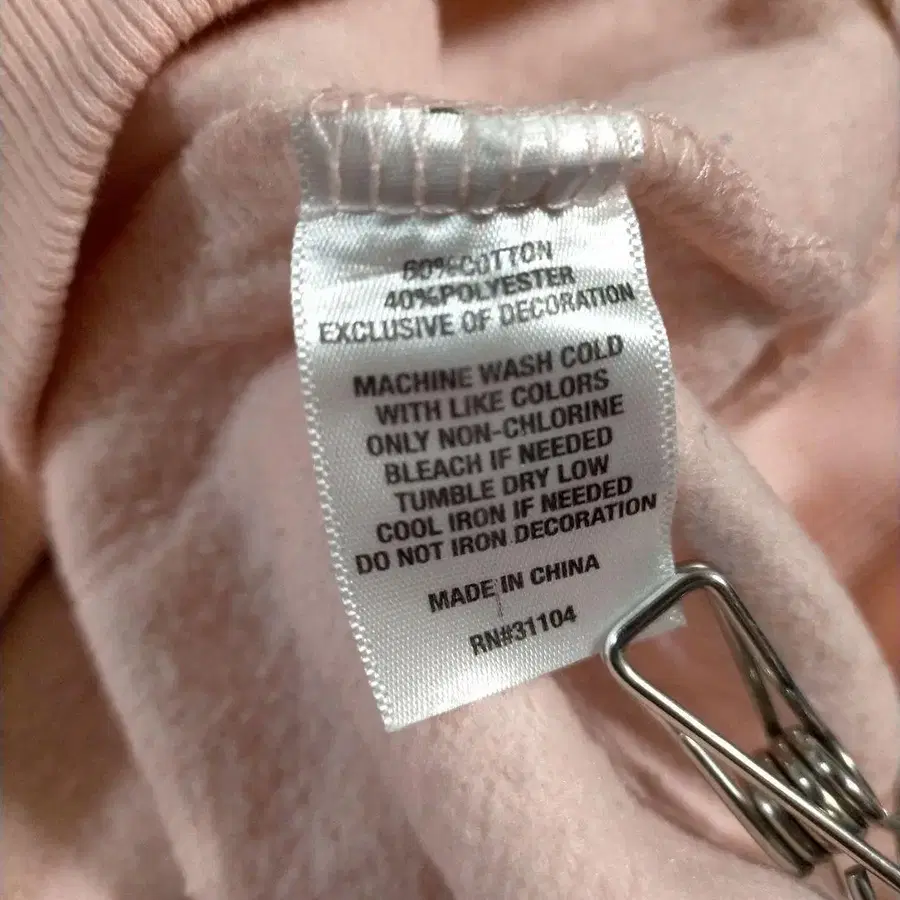 60%COTTON
40%POLYESTER
EXCLUSIVE OF DECORATION
MACHINE WASH COLD
WITH LIKE COLORS
ONLY NON-CHLORINE
BLEACH IF NEEDED
TUMBLE DRY LOW
COOL IRON IF NEEDED
DO NOT IRON DECORATION
MADE IN CHINA
RN#31104